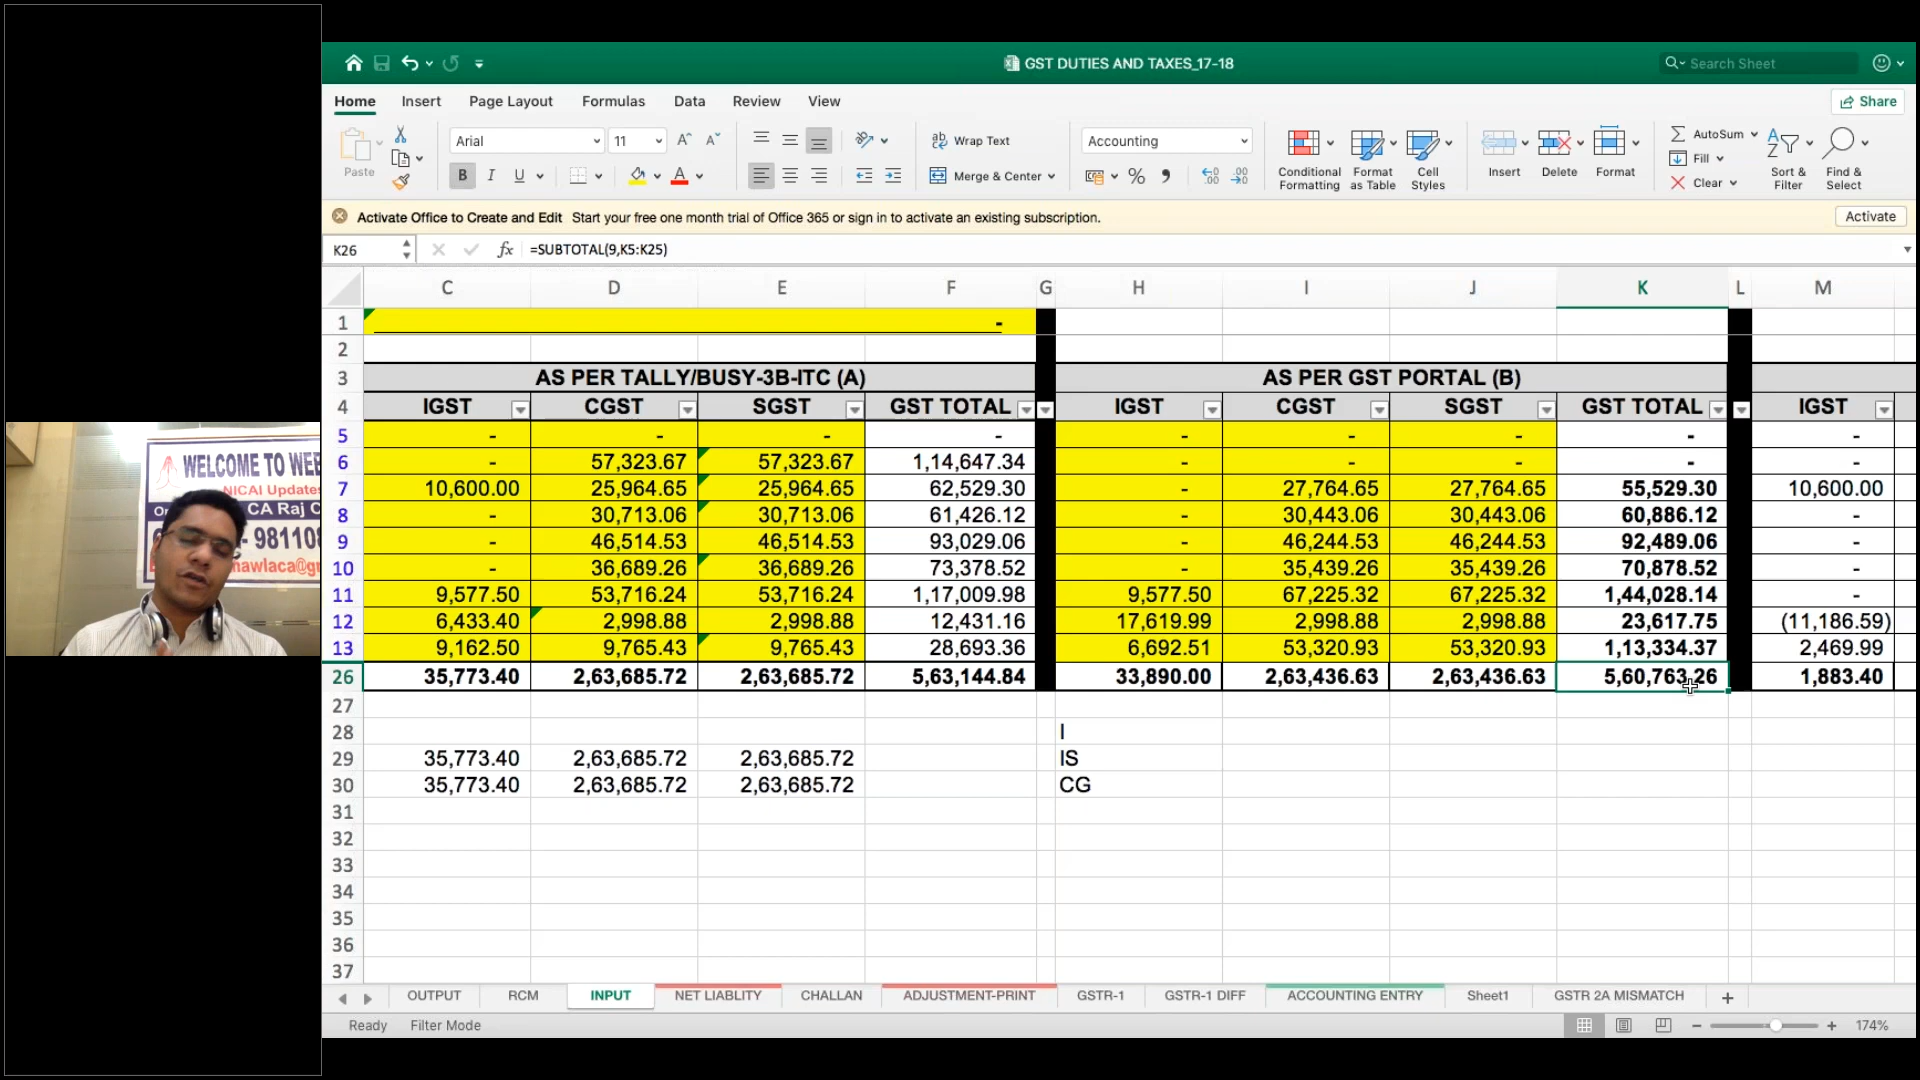 WELCOME TO WEE
NICAI Updates
CA Raj C
- 98110
GST DUTIES AND TAXES_17-18
Search Sheet
Home Insert Page Layout Formulas Data Review View
Share
Paste
Arial 11
Wrap Text
Merge & Center
Accounting
Conditional Formatting
Format as Table
Cell Styles
Insert Delete Format
AutoSum
Fill
Clear
Sort & Filter
Find & Select
Activate Office to Create and Edit Start your free one month trial of Office 365 or sign in to activate an existing subscription.
Activate
K26 fx =SUBTOTAL(9,K5:K25)
C D E F G H I J K L M
1 -
2
3 AS PER TALLY/BUSY-3B-ITC (A) AS PER GST PORTAL (B)
4 IGST CGST SGST GST TOTAL IGST CGST SGST GST TOTAL IGST
5 - - - - - - - - -
6 - 57,323.67 57,323.67 1,14,647.34 - - - - -
7 10,600.00 25,964.65 25,964.65 62,529.30 - 27,764.65 27,764.65 55,529.30 10,600.00
8 - 30,713.06 30,713.06 61,426.12 - 30,443.06 30,443.06 60,886.12 -
9 - 46,514.53 46,514.53 93,029.06 - 46,244.53 46,244.53 92,489.06 -
10 - 36,689.26 36,689.26 73,378.52 - 35,439.26 35,439.26 70,878.52 -
11 9,577.50 53,716.24 53,716.24 1,17,009.98 9,577.50 67,225.32 67,225.32 1,44,028.14 -
12 6,433.40 2,998.88 2,998.88 12,431.16 17,619.99 2,998.88 2,998.88 23,617.75 (11,186.59)
13 9,162.50 9,765.43 9,765.43 28,693.36 6,692.51 53,320.93 53,320.93 1,13,334.37 2,469.99
26 35,773.40 2,63,685.72 2,63,685.72 5,63,144.84 33,890.00 2,63,436.63 2,63,436.63 5,60,763.26 1,883.40
27
28 I
29 35,773.40 2,63,685.72 2,63,685.72 IS
30 35,773.40 2,63,685.72 2,63,685.72 CG
31
32
33
34
35
36
37
OUTPUT RCM INPUT NET LIABLITY CHALLAN ADJUSTMENT-PRINT GSTR-1 GSTR-1 DIFF ACCOUNTING ENTRY Sheet1 GSTR 2A MISMATCH +
Ready Filter Mode
174%